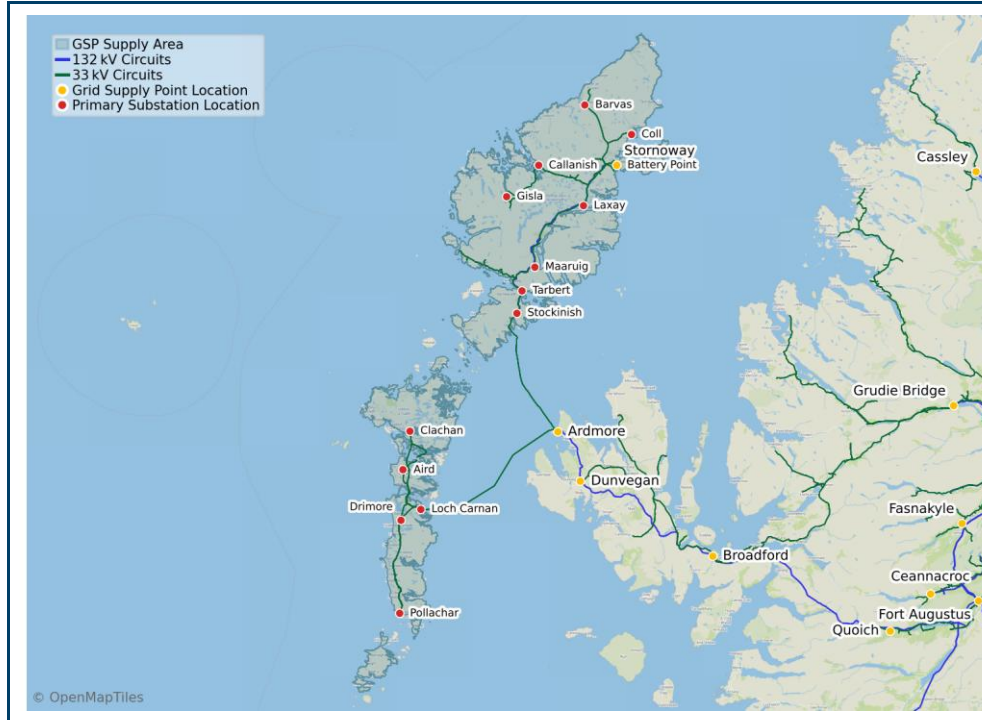 GSP Supply Area
132 kV Circuits
33 kV Circuits
Grid Supply Point Location
Primary Substation Location
Barvas
Coll
Stornoway
Battery Point
Callanish
Cassley
Gisla
Laxay
Maaruig
Tarbert
Stockinish
Grudie Bridge
Clachan
Ardmore
Aird
Dunvegan
Drimore
Loch Carnan
Fasnakyle
Broadford
Ceannacroc
Fort Augustus
Pollachar
Quoich
© OpenMapTiles